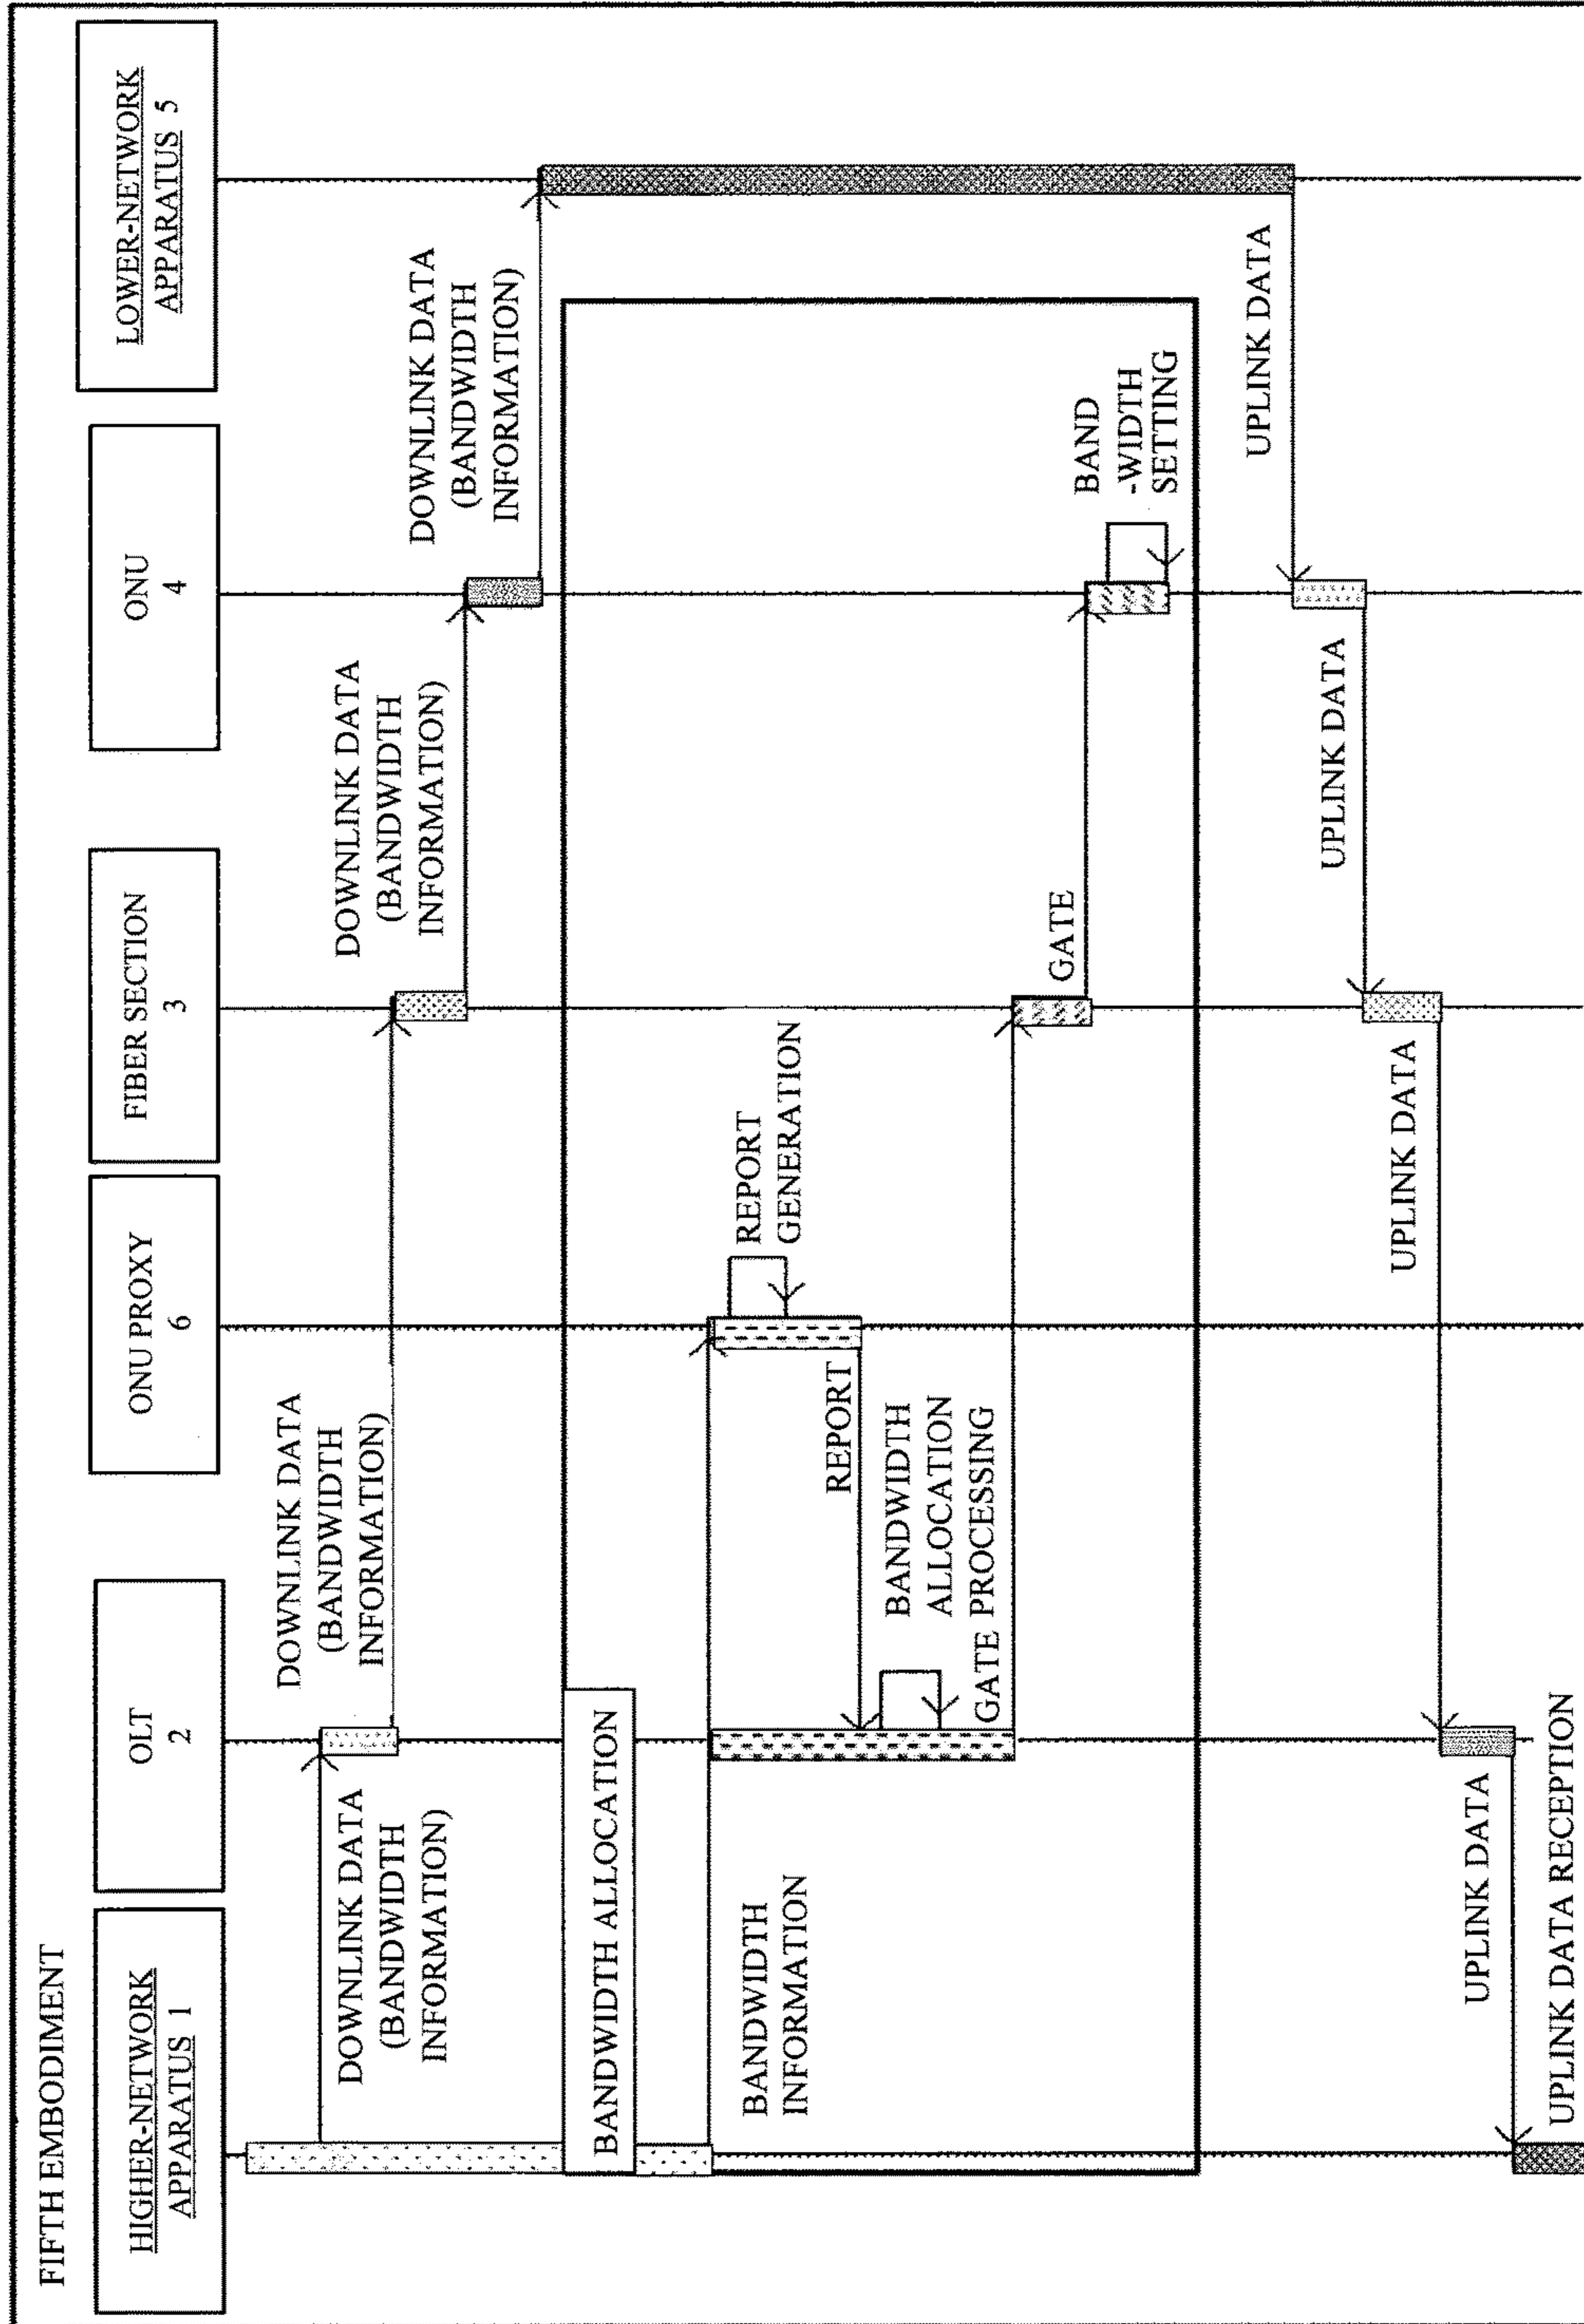 FIFTH EMBODIMENT
HIGHER-NETWORK
APPARATUS 1
OLT
2
ONU PROXY
6
FIBER SECTION
3
ONU
4
LOWER-NETWORK
APPARATUS 5
DOWNLINK DATA
(BANDWIDTH
INFORMATION)
DOWNLINK DATA
(BANDWIDTH
INFORMATION)
DOWNLINK DATA
(BANDWIDTH
INFORMATION)
DOWNLINK DATA
(BANDWIDTH
INFORMATION)
BANDWIDTH ALLOCATION
BANDWIDTH
INFORMATION
REPORT
GENERATION
REPORT
BANDWIDTH
ALLOCATION
GATE PROCESSING
GATE
BAND
-WIDTH
SETTING
UPLINK DATA
UPLINK DATA
UPLINK DATA
UPLINK DATA
UPLINK DATA RECEPTION